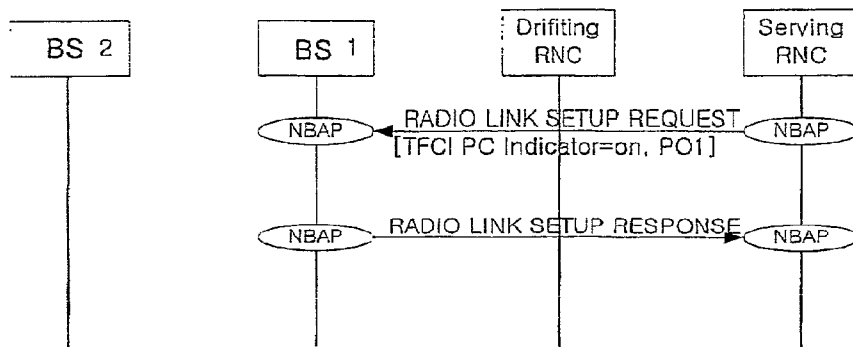 BS 2
BS 1
Drifiting
RNC
Serving
RNC
NBAP
RADIO LINK SETUP REQUEST
[TFCI PC Indicator=on, PO1]
NBAP
NBAP
RADIO LINK SETUP RESPONSE
NBAP